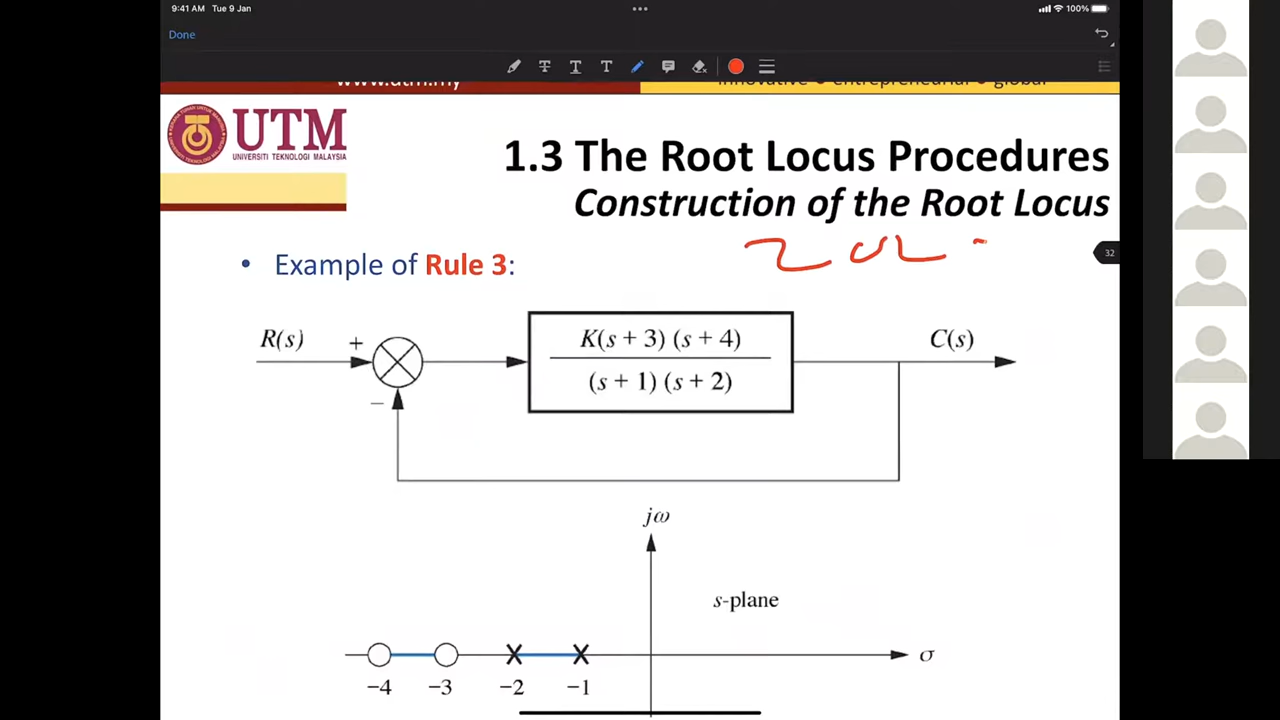 9:41 AM Tue 9 Jan
100%
Done
www.utm.my
innovative ● entrepreneurial ● global
UTM
UNIVERSITI TEKNOLOGI MALAYSIA
1.3 The Root Locus Procedures
Construction of the Root Locus
• Example of Rule 3:
32
R(s)
+
K(s + 3) (s + 4)
(s + 1) (s + 2)
C(s)
−
jω
s-plane
σ
−4 −3 −2 −1